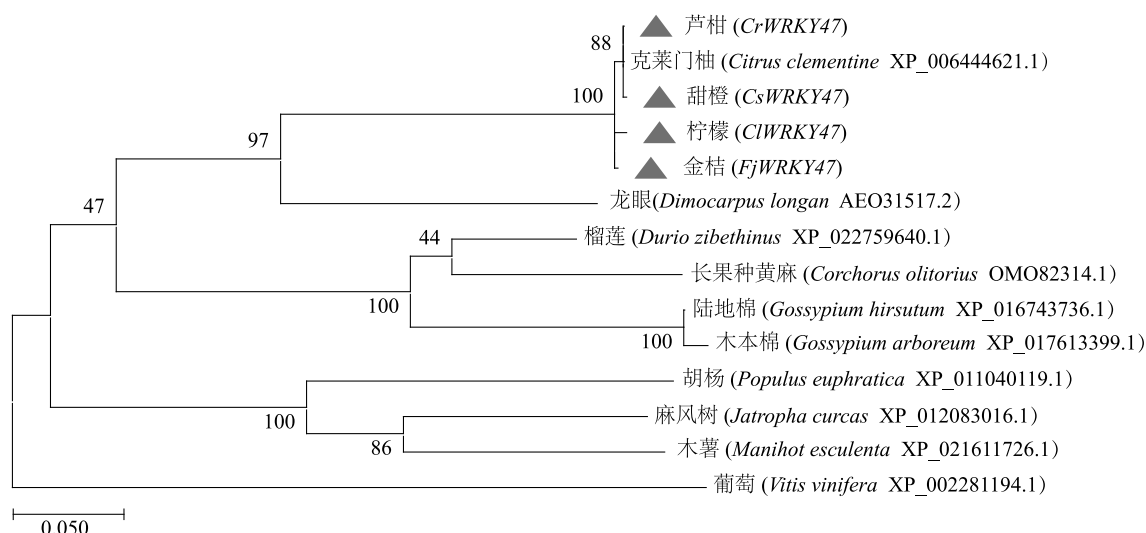 芦柑 (CrWRKY47)
88
克莱门柚 (Citrus clementine XP_006444621.1)
100
甜橙 (CsWRKY47)
97
柠檬 (ClWRKY47)
金桔 (FjWRKY47)
47
龙眼(Dimocarpus longan AEO31517.2)
44
榴莲 (Durio zibethinus XP_022759640.1)
长果种黄麻 (Corchorus olitorius OMO82314.1)
100
陆地棉 (Gossypium hirsutum XP_016743736.1)
100
木本棉 (Gossypium arboreum XP_017613399.1)
胡杨 (Populus euphratica XP_011040119.1)
100
麻风树 (Jatropha curcas XP_012083016.1)
86
木薯 (Manihot esculenta XP_021611726.1)
葡萄 (Vitis vinifera XP_002281194.1)
0.050